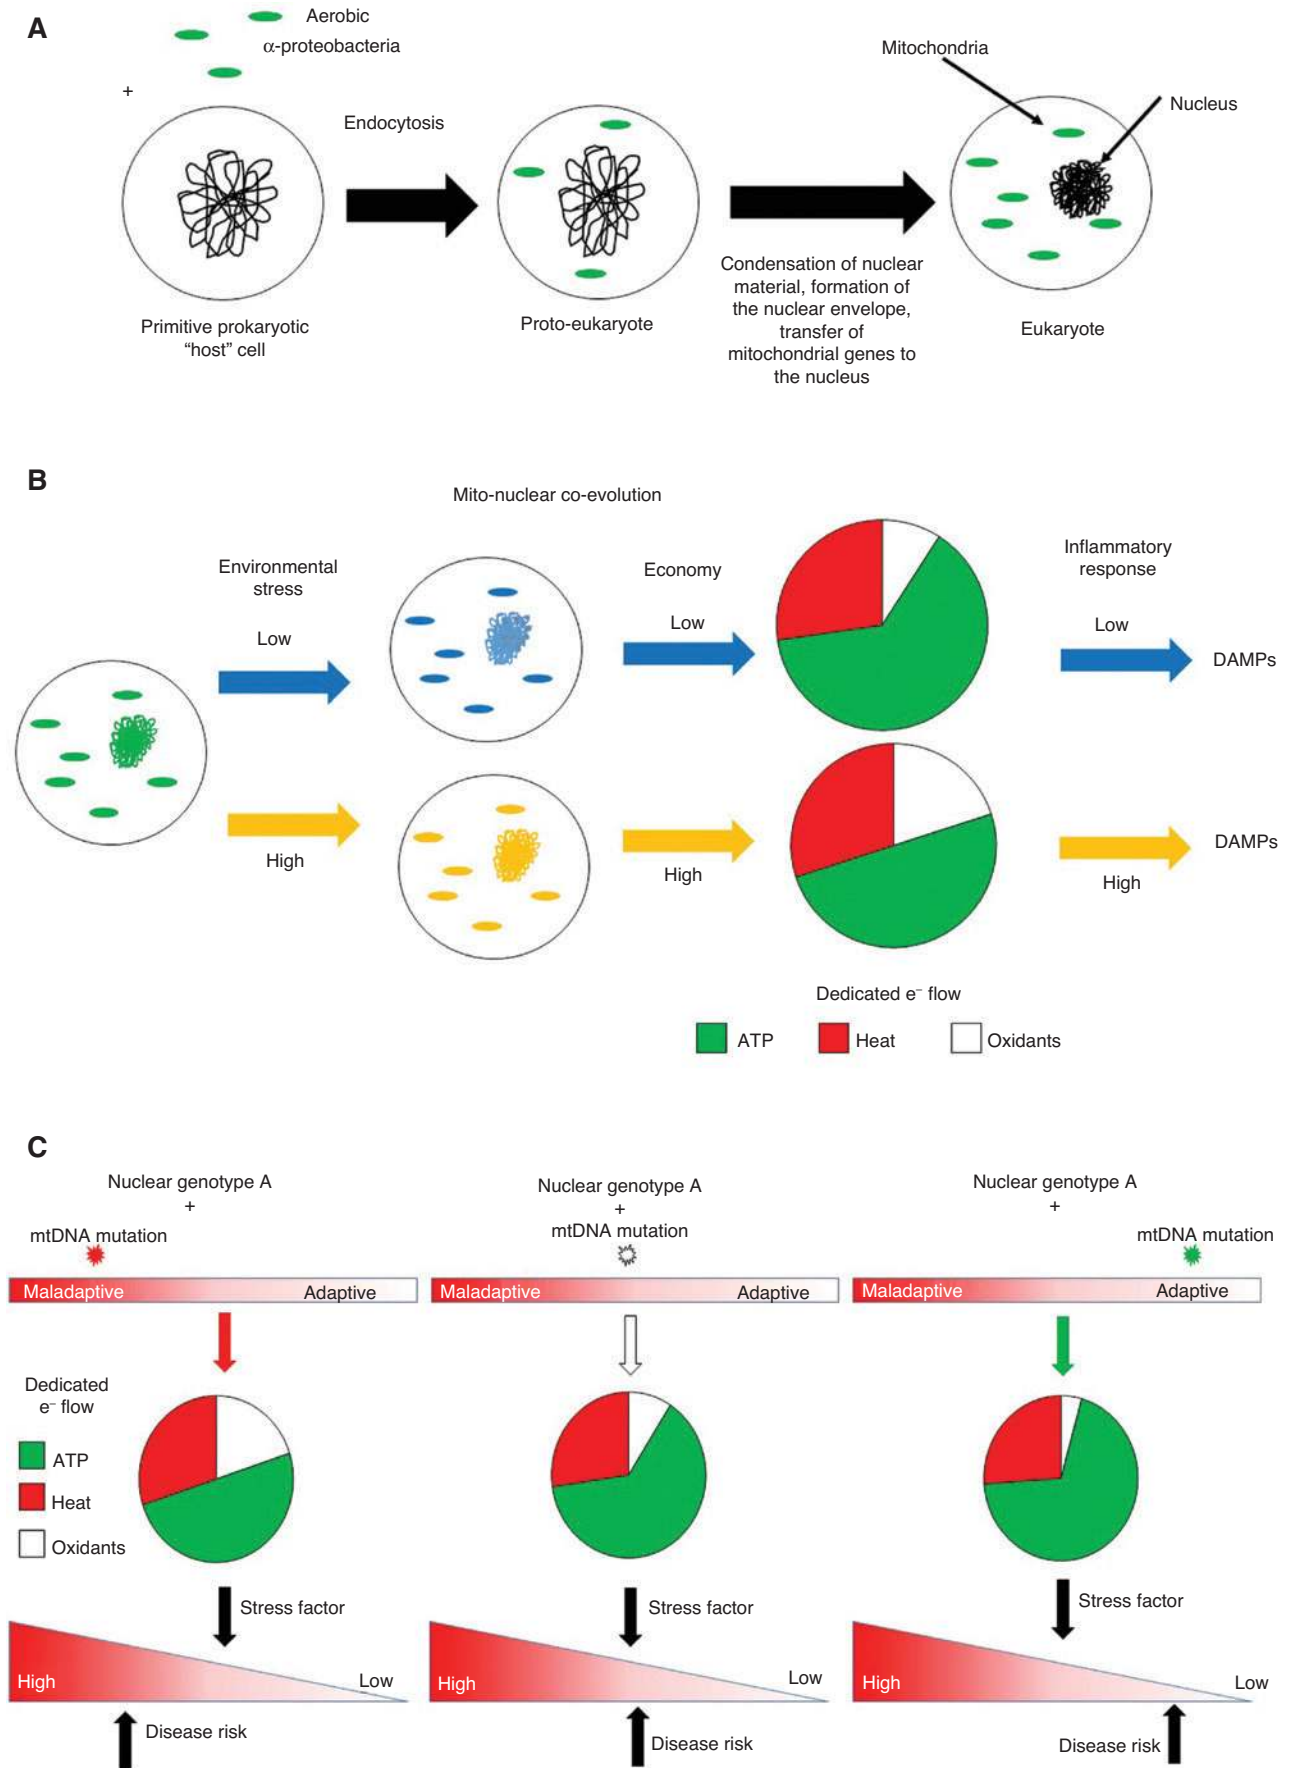 A
Aerobic
α-proteobacteria
+
Endocytosis
Mitochondria
Nucleus
Primitive prokaryotic
“host” cell
Proto-eukaryote
Condensation of nuclear
material, formation of
the nuclear envelope,
transfer of
mitochondrial genes to
the nucleus
Eukaryote
B
Mito-nuclear co-evolution
Environmental
stress
Low
High
Economy
Low
High
Inflammatory
response
Low
DAMPs
High
DAMPs
Dedicated e⁻ flow
ATP
Heat
Oxidants
C
Nuclear genotype A
+
mtDNA mutation
Maladaptive
Adaptive
Dedicated
e⁻ flow
ATP
Heat
Oxidants
Stress factor
High
Low
Disease risk
Nuclear genotype A
+
mtDNA mutation
Maladaptive
Adaptive
Stress factor
High
Low
Disease risk
Nuclear genotype A
+
mtDNA mutation
Maladaptive
Adaptive
Stress factor
High
Low
Disease risk